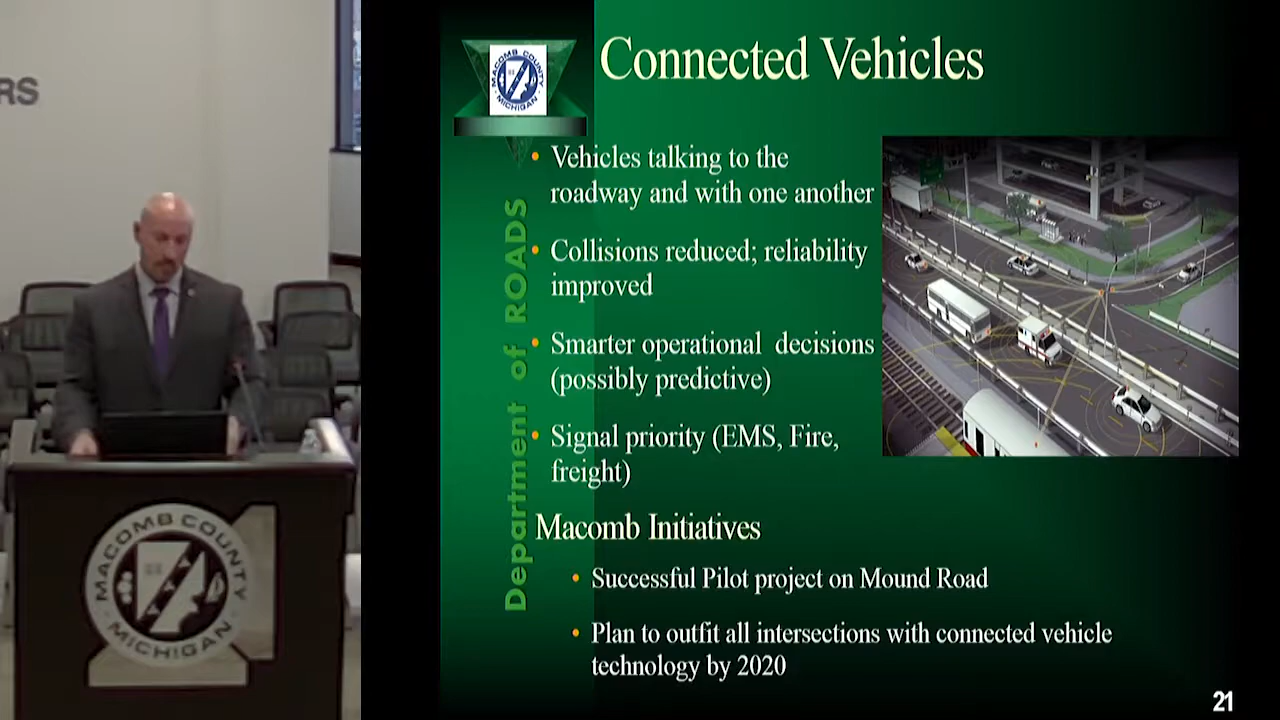 RS
MACOMB COUNTY
MICHIGAN
Connected Vehicles
MACOMB COUNTY
MICHIGAN
Department of ROADS
• Vehicles talking to the
roadway and with one another
• Collisions reduced; reliability
improved
• Smarter operational decisions
(possibly predictive)
• Signal priority (EMS, Fire,
freight)
Macomb Initiatives
• Successful Pilot project on Mound Road
• Plan to outfit all intersections with connected vehicle
technology by 2020
21